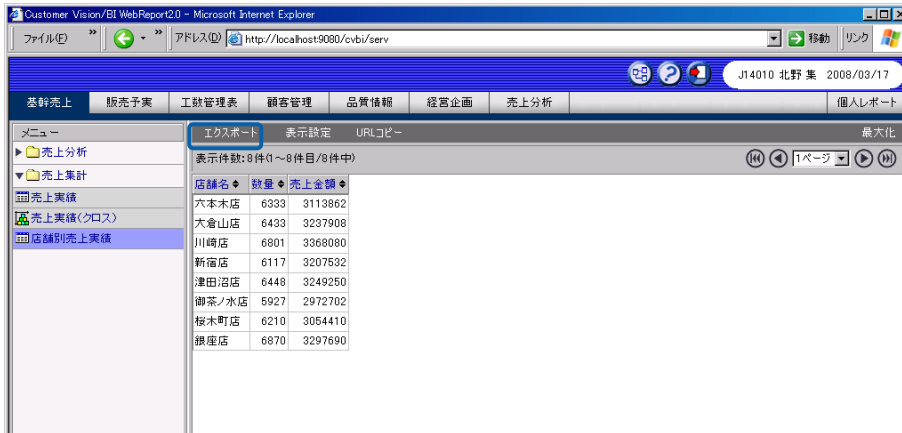 Customer Vision/BI WebReport2.0 - Microsoft Internet Explorer
ファイル(F) » » アドレス(D) http://localhost:9080/cvbi/serv 移動 リンク »
J14010 北野 集 2008/03/17
基幹売上 販売予実 工数管理表 顧客管理 品質情報 経営企画 売上分析 個人レポート
メニュー エクスポート 表示設定 URLコピー 最大化
売上分析
表示件数:8件(1～8件目/8件中) 1ページ
売上集計
店舗名 数量 売上金額
売上実績
六本木店 6333 3113862
売上実績(クロス)
大倉山店 6433 3237908
店舗別売上実績
川崎店 6801 3368080
新宿店 6117 3207532
津田沼店 6448 3249250
御茶ノ水店 5927 2972702
桜木町店 6210 3054410
銀座店 6870 3297690